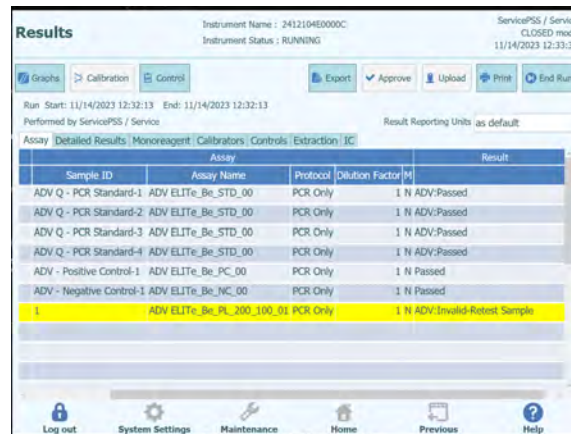 Results
Instrument Name : 2412104E0000C
Instrument Status : RUNNING
ServicePSS / Servic
CLOSED mod
11/14/2023 12:33:3
Graphs Calibration Control Export Approve Upload Print End Run
Run Start: 11/14/2023 12:32:13 End: 11/14/2023 12:32:13
Performed by ServicePSS / Service
Result Reporting Units as default
Assay Detailed Results Monoreagent Calibrators Controls Extraction IC
Assay Result
Sample ID Assay Name Protocol Dilution Factor M
ADV Q - PCR Standard-1 ADV ELITe_Be_STD_00 PCR Only 1 N ADV:Passed
ADV Q - PCR Standard-2 ADV ELITe_Be_STD_00 PCR Only 1 N ADV:Passed
ADV Q - PCR Standard-3 ADV ELITe_Be_STD_00 PCR Only 1 N ADV:Passed
ADV Q - PCR Standard-4 ADV ELITe_Be_STD_00 PCR Only 1 N ADV:Passed
ADV - Positive Control-1 ADV ELITe_Be_PC_00 PCR Only 1 N Passed
ADV - Negative Control-1 ADV ELITe_Be_NC_00 PCR Only 1 N Passed
1 ADV ELITe_Be_PL_200_100_01 PCR Only 1 N ADV:Invalid-Retest Sample
Log out System Settings Maintenance Home Previous Help